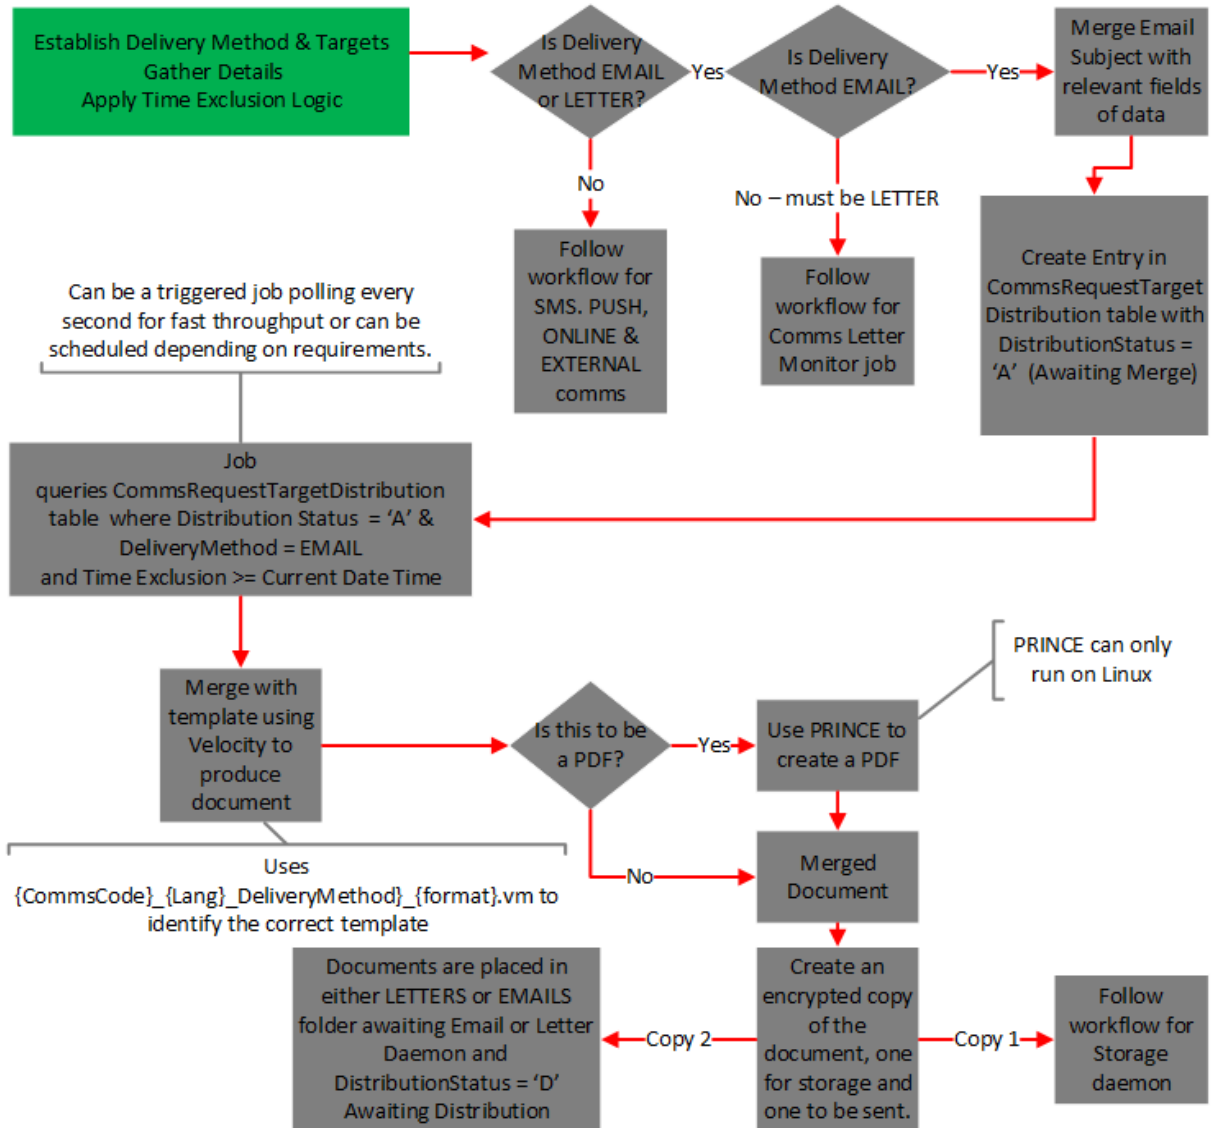 Establish Delivery Method & Targets
Gather Details
Apply Time Exclusion Logic
Is Delivery
Method EMAIL
or LETTER?
Yes
Is Delivery
Method EMAIL?
Yes
Merge Email
Subject with
relevant fields
of data
No
No – must be LETTER
Follow
workflow for
SMS. PUSH,
ONLINE &
EXTERNAL
comms
Follow
workflow for
Comms Letter
Monitor job
Create Entry in
CommsRequestTarget
Distribution table with
DistributionStatus =
‘A’ (Awaiting Merge)
Can be a triggered job polling every
second for fast throughput or can be
scheduled depending on requirements.
Job
queries CommsRequestTargetDistribution
table where Distribution Status = ‘A’ &
DeliveryMethod = EMAIL
and Time Exclusion >= Current Date Time
Merge with
template using
Velocity to
produce
document
Is this to be
a PDF?
Yes
Use PRINCE to
create a PDF
PRINCE can only
run on Linux
No
Merged
Document
Uses
{CommsCode}_{Lang}_DeliveryMethod}_{format}.vm to
identify the correct template
Documents are placed in
either LETTERS or EMAILS
folder awaiting Email or Letter
Daemon and
DistributionStatus = ‘D’
Awaiting Distribution
Copy 2
Create an
encrypted copy
of the
document, one
for storage and
one to be sent.
Copy 1
Follow
workflow for
Storage
daemon